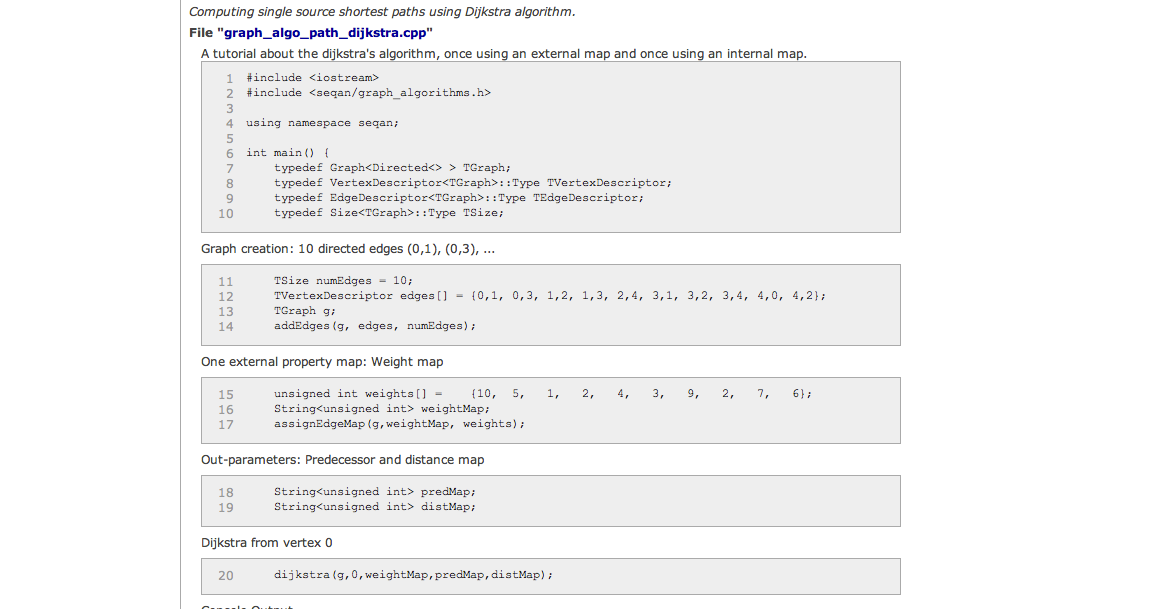 Computing single source shortest paths using Dijkstra algorithm.
File "graph_algo_path_dijkstra.cpp"
A tutorial about the dijkstra's algorithm, once using an external map and once using an internal map.
1 #include <iostream>
2 #include <seqan/graph_algorithms.h>
3
4 using namespace seqan;
5
6 int main() {
7 typedef Graph<Directed<> > TGraph;
8 typedef VertexDescriptor<TGraph>::Type TVertexDescriptor;
9 typedef EdgeDescriptor<TGraph>::Type TEdgeDescriptor;
10 typedef Size<TGraph>::Type TSize;
Graph creation: 10 directed edges (0,1), (0,3), ...
11 TSize numEdges = 10;
12 TVertexDescriptor edges[] = {0,1, 0,3, 1,2, 1,3, 2,4, 3,1, 3,2, 3,4, 4,0, 4,2};
13 TGraph g;
14 addEdges(g, edges, numEdges);
One external property map: Weight map
15 unsigned int weights[] = {10, 5, 1, 2, 4, 3, 9, 2, 7, 6};
16 String<unsigned int> weightMap;
17 assignEdgeMap(g,weightMap, weights);
Out-parameters: Predecessor and distance map
18 String<unsigned int> predMap;
19 String<unsigned int> distMap;
Dijkstra from vertex 0
20 dijkstra(g,0,weightMap,predMap,distMap);